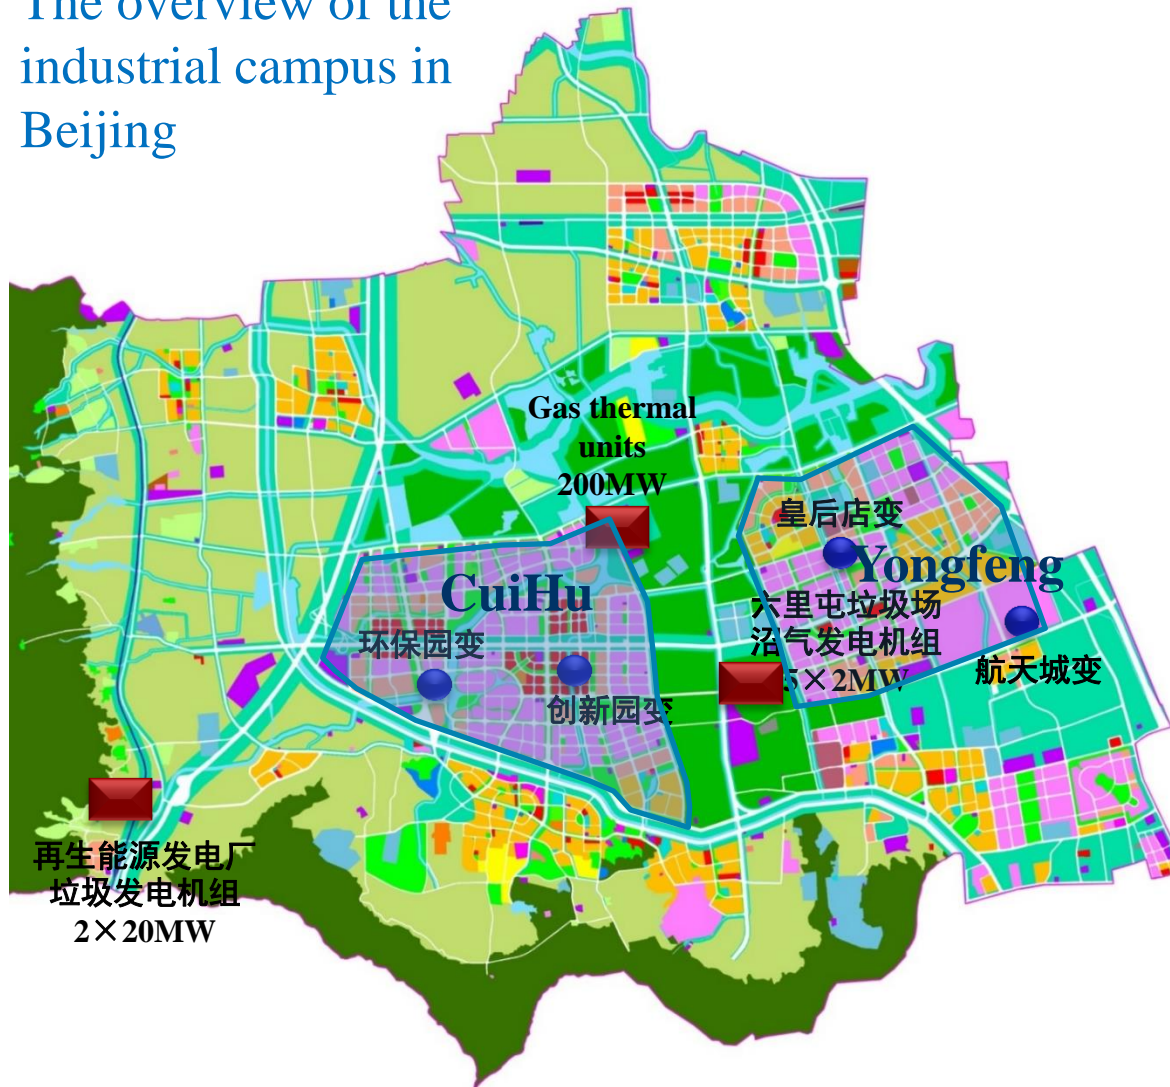 The overview of the
industrial campus in
Beijing
Gas thermal
units
200MW
皇后店变
Yongfeng
CuiHu
六里屯垃圾场
沼气发电机组
5×2MW
环保园变
航天城变
创新园变
再生能源发电厂
垃圾发电机组
2×20MW